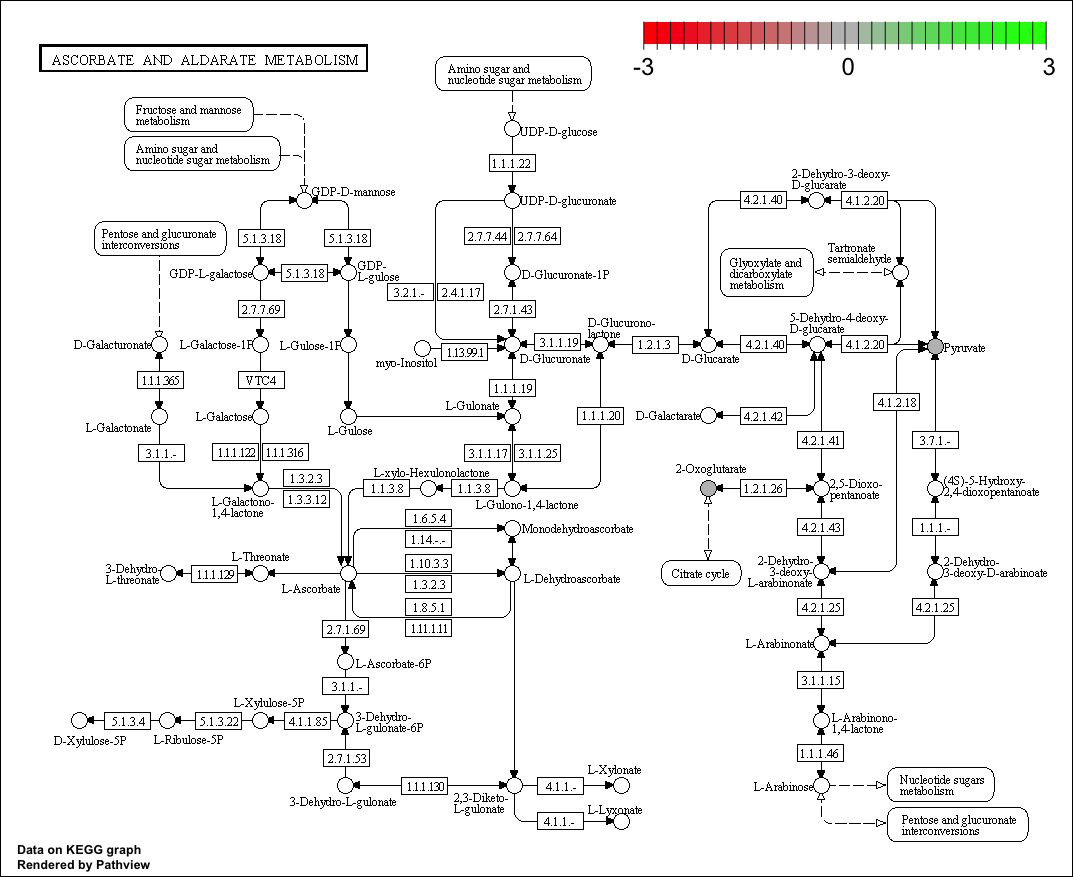 ASCORBATE AND ALDARATE METABOLISM
-3
0
3
Amino sugar and
nucleotide sugar metabolism
Fructose and mannose
metabolism
Amino sugar and
nucleotide sugar metabolism
UDP-D-glucose
1.1.1.22
GDP-D-mannose
UDP-D-glucuronate
2-Dehydro-3-deoxy-
D-glucarate
4.2.1.40
4.1.2.20
Pentose and glucuronate
interconversions
5.1.3.18
5.1.3.18
2.7.7.44
2.7.7.64
Tartronate
semialdehyde
Glyoxylate and
dicarboxylate
metabolism
GDP-L-galactose
5.1.3.18
GDP-
L-gulose
D-Glucuronate-1P
3.2.1.-
2.4.1.17
2.7.7.69
2.7.1.43
D-Glucurono-
lactone
5-Dehydro-4-deoxy-
D-glucarate
D-Galacturonate
L-Galactose-1P
L-Gulose-1P
myo-Inositol
1.13.99.1
D-Glucuronate
3.1.1.19
1.2.1.3
D-Glucarate
4.2.1.40
4.1.2.20
Pyruvate
1.1.1.365
VTC4
1.1.1.19
4.1.2.18
L-Galactonate
L-Galactose
L-Gulose
L-Gulonate
1.1.1.20
D-Galactarate
4.2.1.42
3.1.1.-
1.1.1.122
1.1.1.316
3.1.1.17
3.1.1.25
4.2.1.41
3.7.1.-
L-Galactono-
1,4-lactone
1.3.2.3
1.3.3.12
L-xylo-Hexulonolactone
1.1.3.8
1.1.3.8
L-Gulono-1,4-lactone
2-Oxoglutarate
1.2.1.26
2,5-Dioxo-
pentanoate
(4S)-5-Hydroxy-
2,4-dioxopentanoate
1.6.5.4
1.14.-.-
Monodehydroascorbate
4.2.1.43
1.1.1.-
3-Dehydro-
L-threonate
1.1.1.129
L-Threonate
L-Ascorbate
1.10.3.3
1.3.2.3
L-Dehydroascorbate
Citrate cycle
2-Dehydro-
3-deoxy-
L-arabinonate
2-Dehydro-
3-deoxy-D-arabinoate
1.8.5.1
1.11.1.11
4.2.1.25
4.2.1.25
2.7.1.69
L-Arabinonate
L-Ascorbate-6P
3.1.1.-
3.1.1.15
L-Xylulose-5P
D-Xylulose-5P
5.1.3.4
L-Ribulose-5P
5.1.3.22
4.1.1.85
3-Dehydro-
L-gulonate-6P
L-Arabinono-
1,4-lactone
2.7.1.53
1.1.1.46
3-Dehydro-L-gulonate
1.1.1.130
2,3-Diketo-
L-gulonate
4.1.1.-
L-Xylonate
4.1.1.-
L-Lyxonate
L-Arabinose
Nucleotide sugars
metabolism
Pentose and glucuronate
interconversions
Data on KEGG graph
Rendered by Pathview